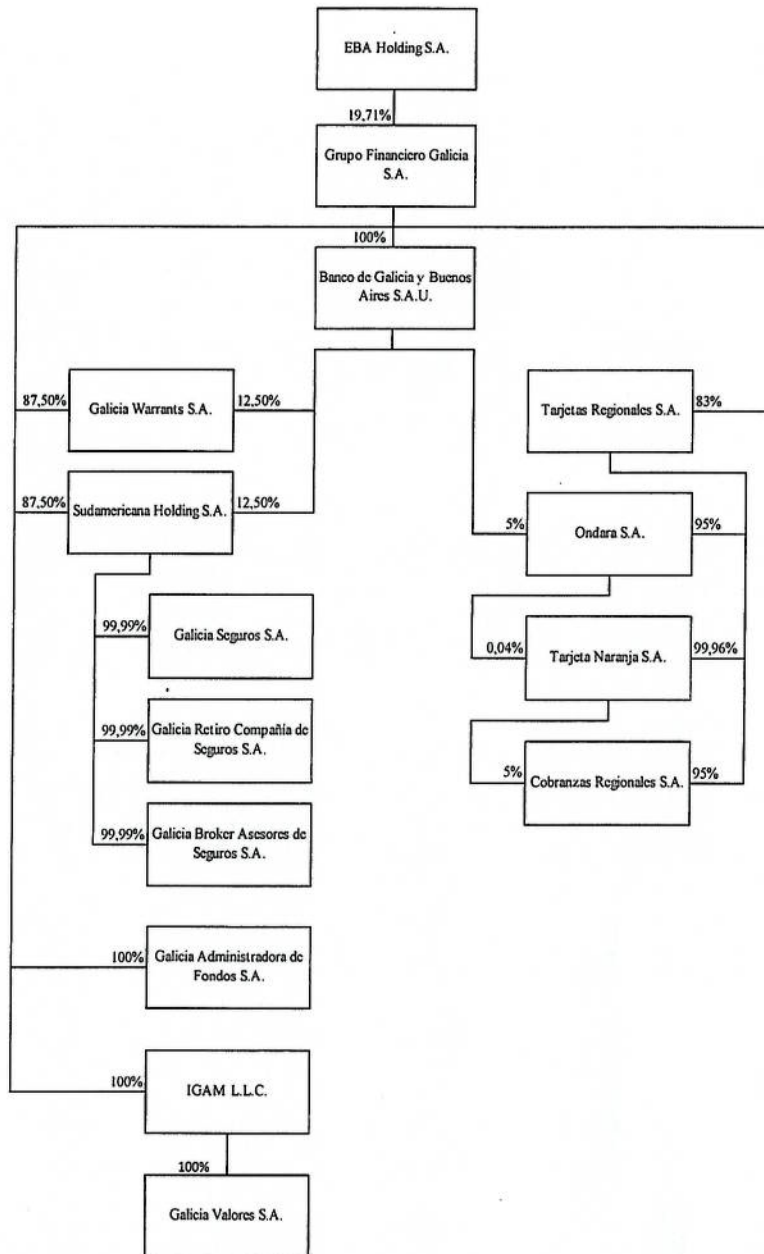 EBA Holding S.A.
19,71%
Grupo Financiero Galicia
S.A.
100%
Banco de Galicia y Buenos
Aires S.A.U.
87,50%
Galicia Warrants S.A.
12,50%
Tarjetas Regionales S.A.
83%
87,50%
Sudamericana Holding S.A.
12,50%
5%
Ondara S.A.
95%
99,99%
Galicia Seguros S.A.
0,04%
Tarjeta Naranja S.A.
99,96%
99,99%
Galicia Retiro Compañía de
Seguros S.A.
5%
Cobranzas Regionales S.A.
95%
99,99%
Galicia Broker Asesores de
Seguros S.A.
100%
Galicia Administradora de
Fondos S.A.
100%
IGAM L.L.C.
100%
Galicia Valores S.A.